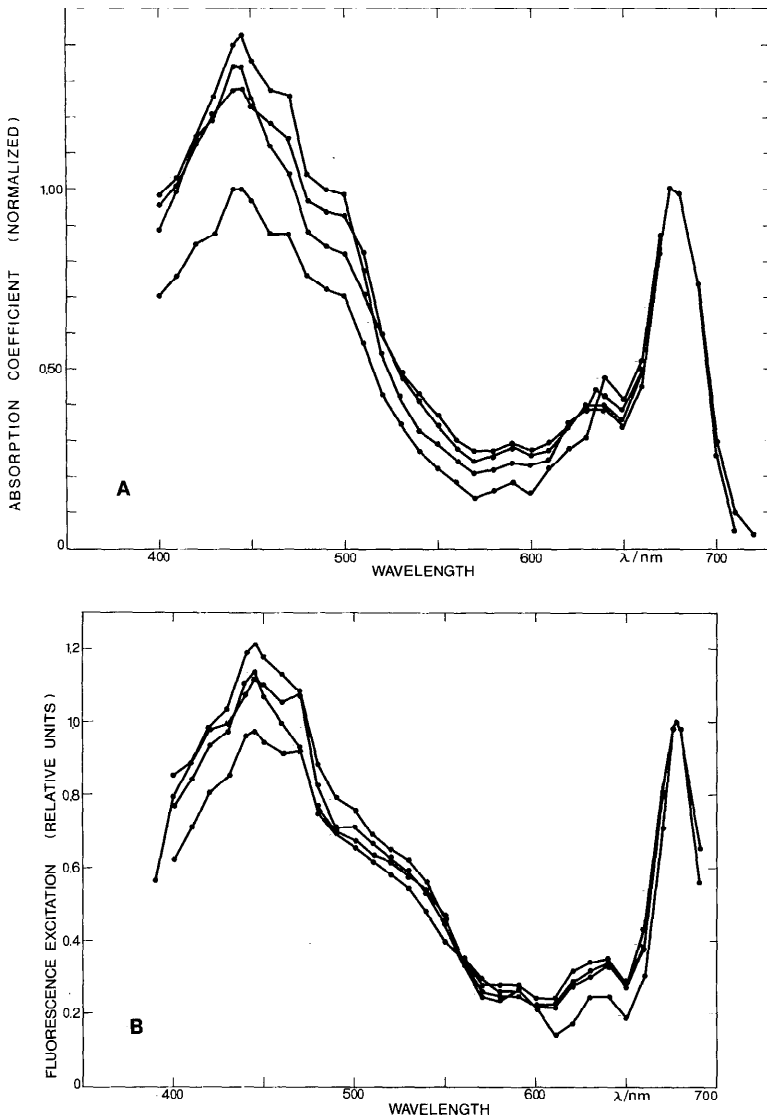 ABSORPTION COEFFICIENT (NORMALIZED)
1,00
0,50
0
A
400
500
600
λ/nm
700
WAVELENGTH
FLUORESCENCE EXCITATION (RELATIVE UNITS)
1,2
1,0
0,8
0,6
0.4
0.2
0
B
400
500
600
λ/nm
700
WAVELENGTH